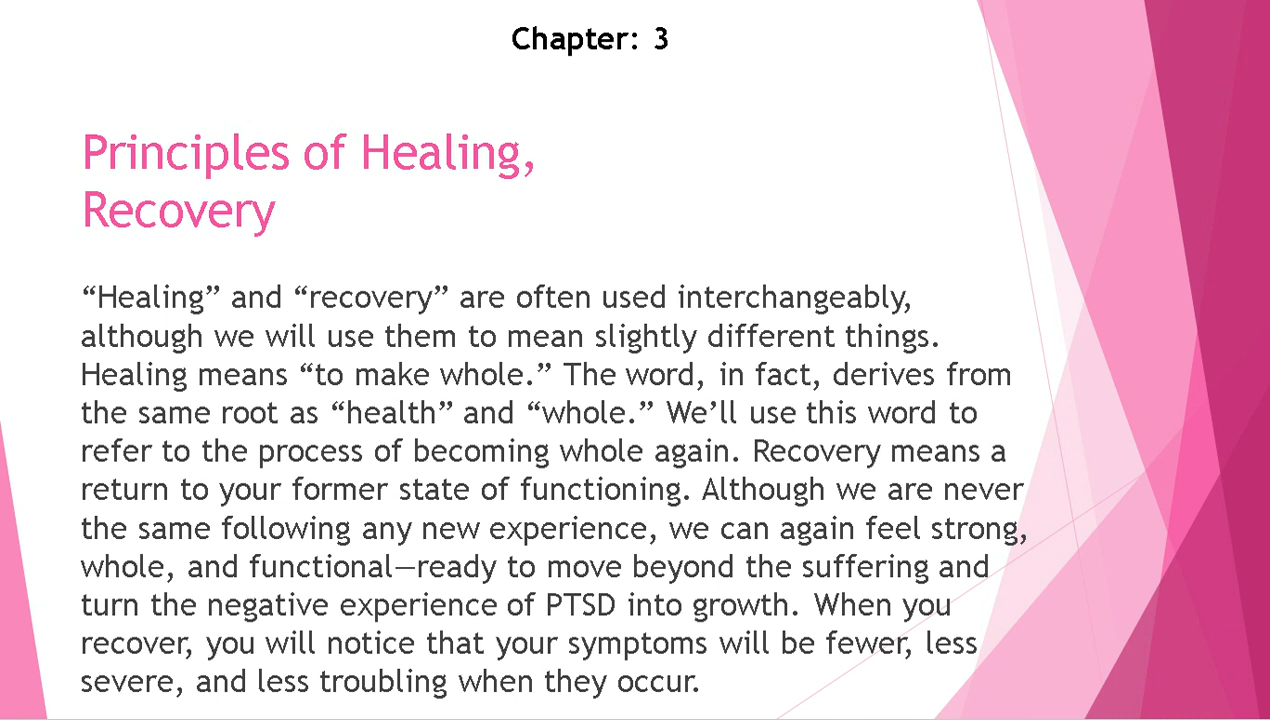 Chapter: 3
Principles of Healing,
Recovery
“Healing” and “recovery” are often used interchangeably,
although we will use them to mean slightly different things.
Healing means “to make whole.” The word, in fact, derives from
the same root as “health” and “whole.” We’ll use this word to
refer to the process of becoming whole again. Recovery means a
return to your former state of functioning. Although we are never
the same following any new experience, we can again feel strong,
whole, and functional—ready to move beyond the suffering and
turn the negative experience of PTSD into growth. When you
recover, you will notice that your symptoms will be fewer, less
severe, and less troubling when they occur.